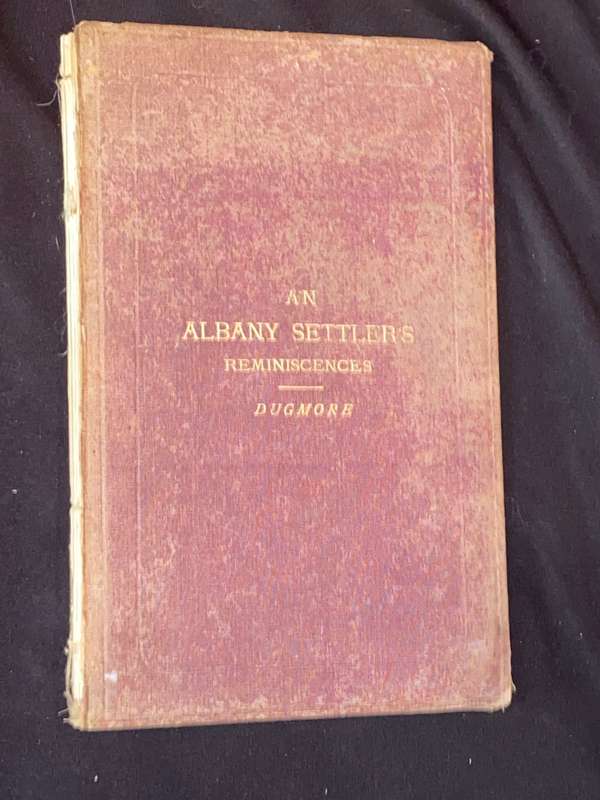 AN
ALBANY SETTLER'S
REMINISCENCES
DUGMORE